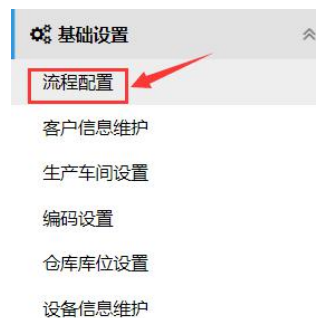 基础设置
流程配置
客户信息维护
生产车间设置
编码设置
仓库库位设置
设备信息维护